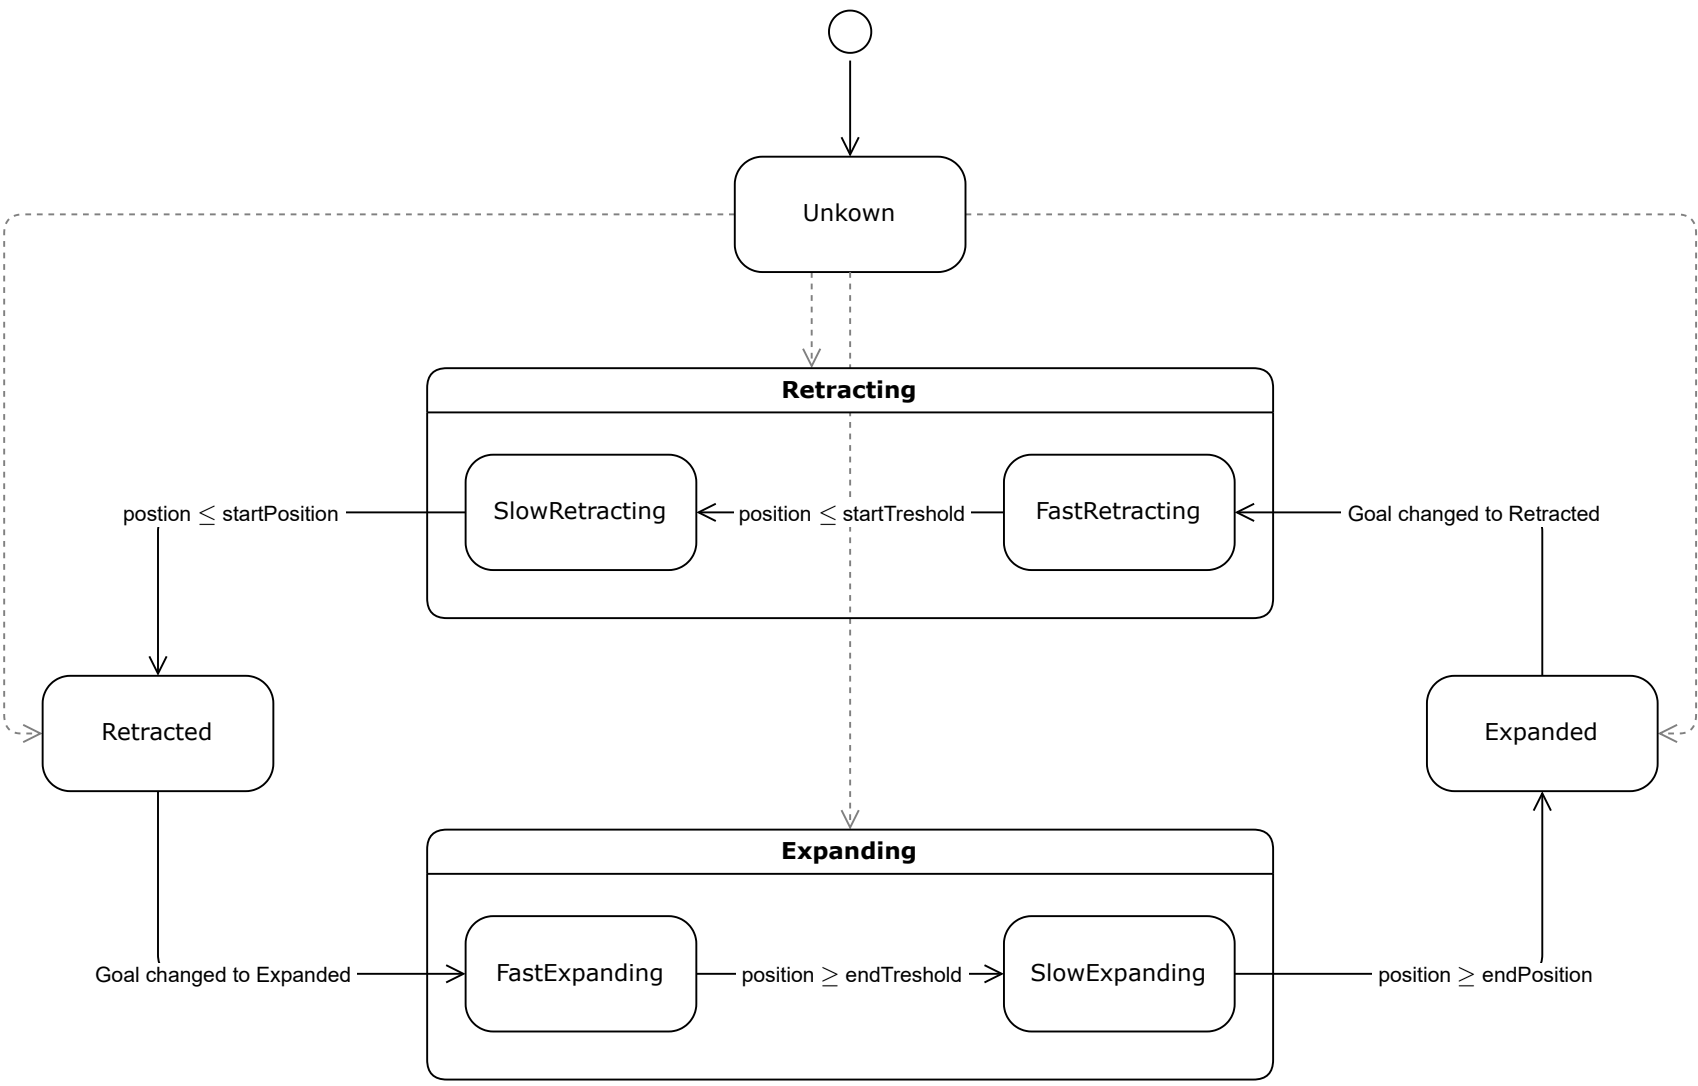 Unkown
Retracting
SlowRetracting
FastRetracting
postion ≤ startPosition
position ≤ startTreshold
Goal changed to Retracted
Retracted
Expanded
Expanding
FastExpanding
SlowExpanding
Goal changed to Expanded
position ≥ endTreshold
position ≥ endPosition